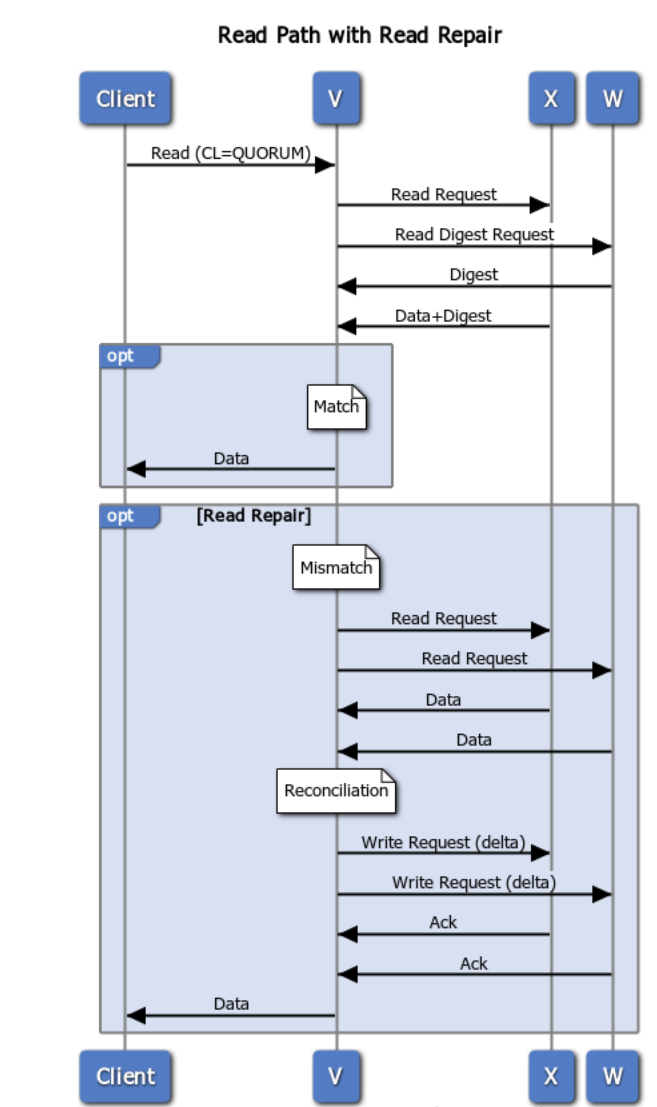 Read Path with Read Repair
Client V X W
Read (CL=QUORUM)
Read Request
Read Digest Request
Digest
Data+Digest
opt
Match
Data
opt [Read Repair]
Mismatch
Read Request
Read Request
Data
Data
Reconciliation
Write Request (delta)
Write Request (delta)
Ack
Ack
Data
Client V X W